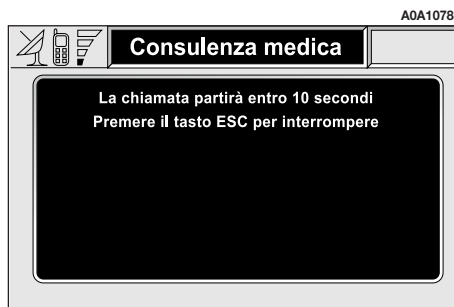 A0A1078
Consulenza medica
La chiamata partirà entro 10 secondi
Premere il tasto ESC per interrompere